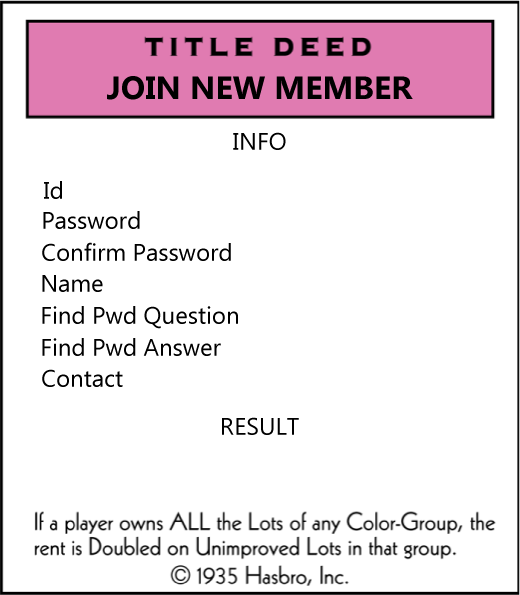 TITLE DEED
JOIN NEW MEMBER
INFO
Id
Password
Confirm Password
Name
Find Pwd Question
Find Pwd Answer
Contact
RESULT
If a player owns ALL the Lots of any Color-Group, the
rent is Doubled on Unimproved Lots in that group.
© 1935 Hasbro, Inc.